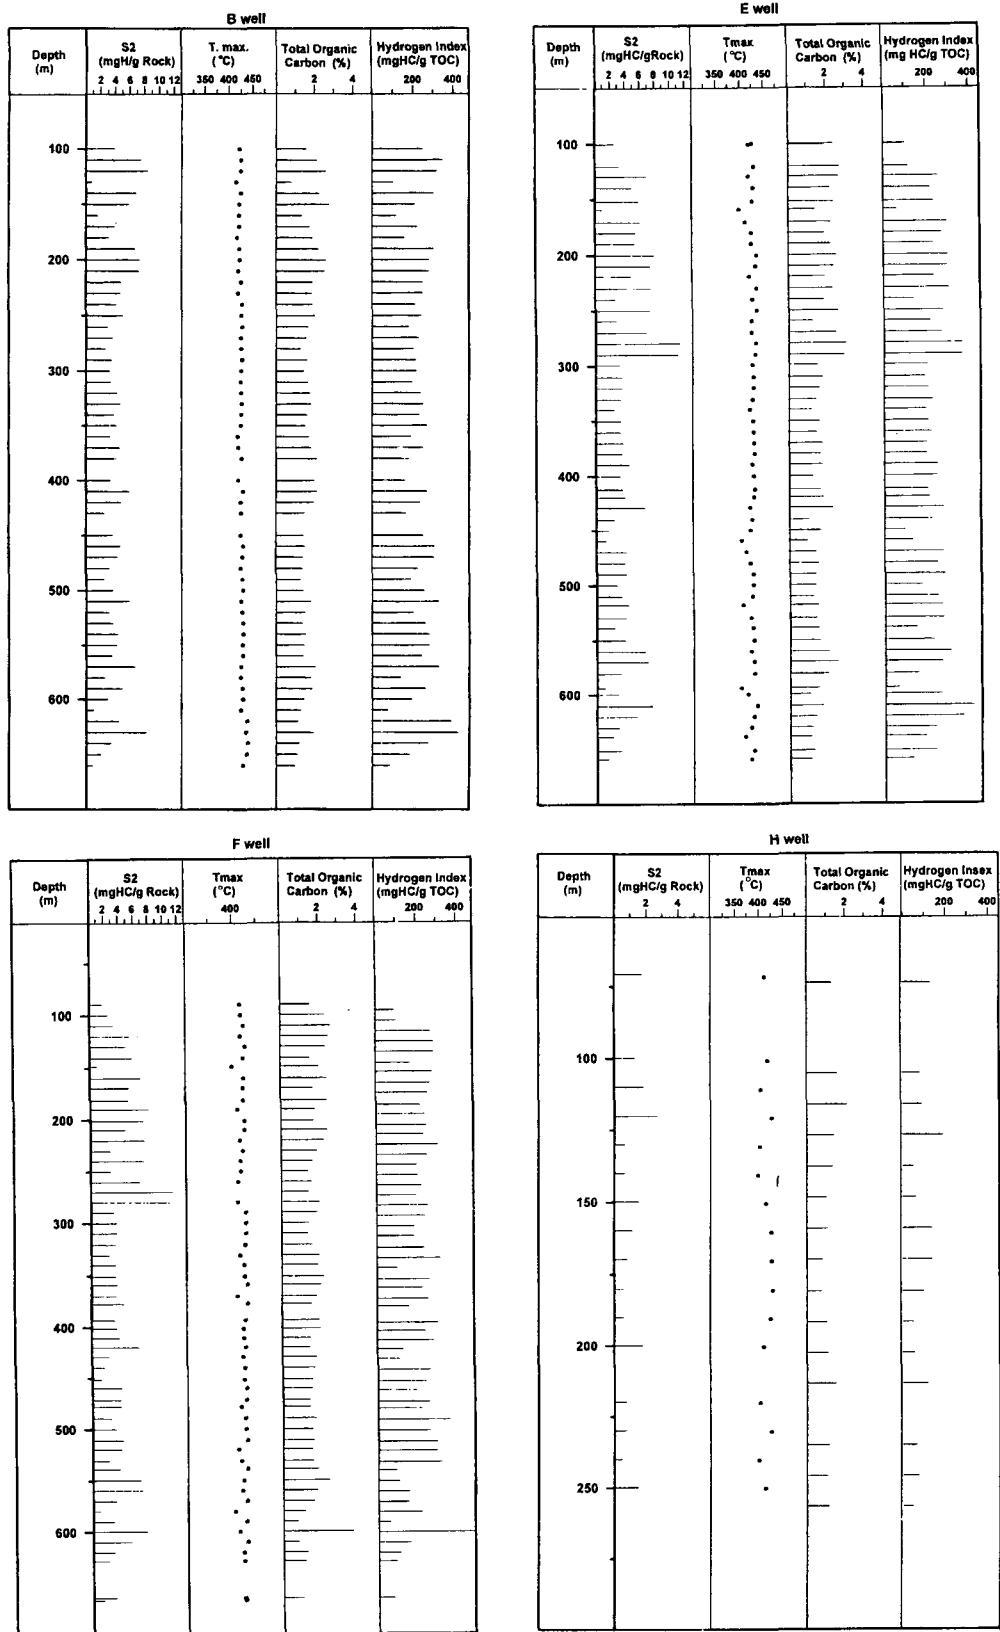 B well
Depth
(m)
S2
(mgH/g Rock)
2 4 6 8 10 12
T. max.
(°C)
350 400 450
Total Organic
Carbon (%)
2 4
Hydrogen Index
(mgHC/g TOC)
200 400
100
200
300
400
500
600
E well
Depth
(m)
S2
(mgHC/gRock)
2 4 6 8 10 12
Tmax
(°C)
350 400 450
Total Organic
Carbon (%)
2 4
Hydrogen Index
(mg HC/g TOC)
200 400
100
200
300
400
500
600
F well
Depth
(m)
S2
(mgHC/g Rock)
2 4 6 8 10 12
Tmax
(°C)
400
Total Organic
Carbon (%)
2 4
Hydrogen Index
(mgHC/g TOC)
200 400
100
200
300
400
500
600
H well
Depth
(m)
S2
(mgHC/g Rock)
2 4
Tmax
(°C)
350 400 450
Total Organic
Carbon (%)
2 4
Hydrogen Insex
(mgHC/g TOC)
200 400
100
150
200
250